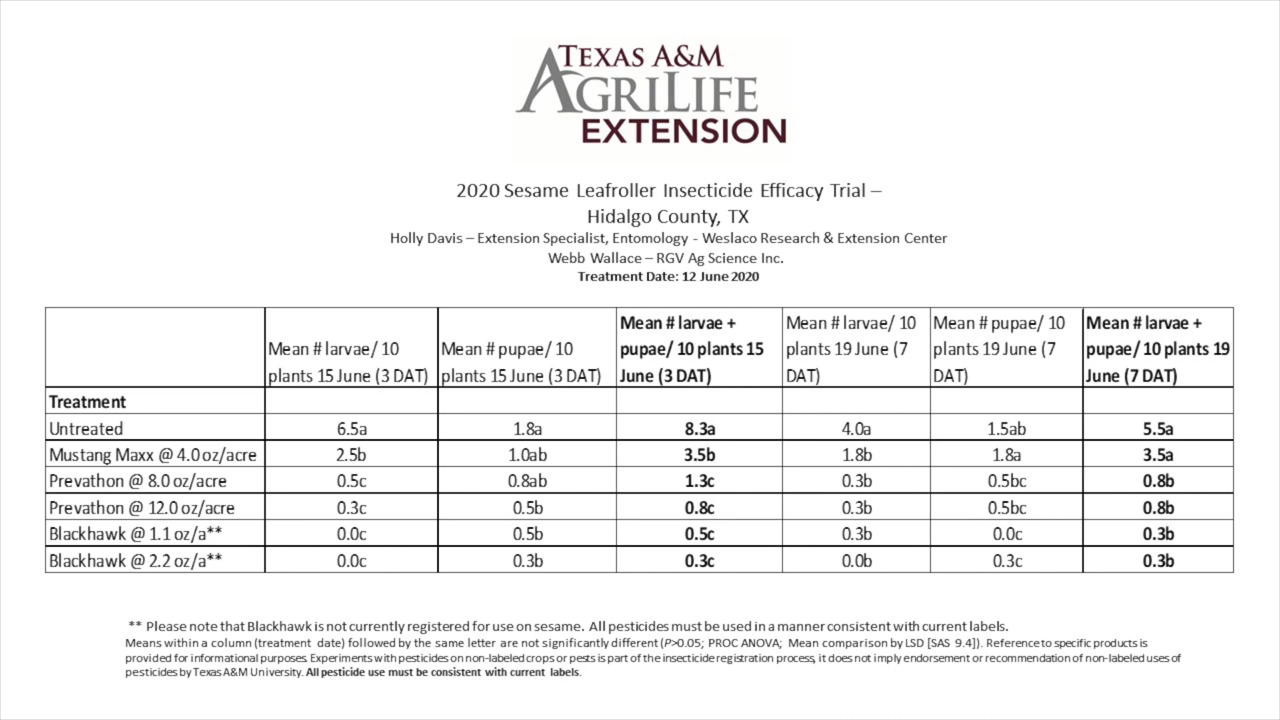 TEXAS A&M
AGRILIFE
EXTENSION
2020 Sesame Leafroller Insecticide Efficacy Trial –
Hidalgo County, TX
Holly Davis – Extension Specialist, Entomology - Weslaco Research & Extension Center
Webb Wallace – RGV Ag Science Inc.
Treatment Date: 12 June 2020
Mean # larvae/ 10 plants 15 June (3 DAT) Mean # pupae/ 10 plants 15 June (3 DAT) Mean # larvae + pupae/ 10 plants 15 June (3 DAT) Mean # larvae/ 10 plants 19 June (7 DAT) Mean # pupae/ 10 plants 19 June (7 DAT) Mean # larvae + pupae/ 10 plants 19 June (7 DAT)
Treatment
Untreated 6.5a 1.8a 8.3a 4.0a 1.5ab 5.5a
Mustang Maxx @ 4.0 oz/acre 2.5b 1.0ab 3.5b 1.8b 1.8a 3.5a
Prevathon @ 8.0 oz/acre 0.5c 0.8ab 1.3c 0.3b 0.5bc 0.8b
Prevathon @ 12.0 oz/acre 0.3c 0.5b 0.8c 0.3b 0.5bc 0.8b
Blackhawk @ 1.1 oz/a** 0.0c 0.5b 0.5c 0.3b 0.0c 0.3b
Blackhawk @ 2.2 oz/a** 0.0c 0.3b 0.3c 0.0b 0.3c 0.3b
** Please note that Blackhawk is not currently registered for use on sesame. All pesticides must be used in a manner consistent with current labels.
Means within a column (treatment date) followed by the same letter are not significantly different (P>0.05; PROC ANOVA; Mean comparison by LSD [SAS 9.4]). Reference to specific products is
provided for informational purposes. Experiments with pesticides on non-labeled crops or pests is part of the insecticide registration process, it does not imply endorsement or recommendation of non-labeled uses of
pesticides by Texas A&M University. All pesticide use must be consistent with current labels.